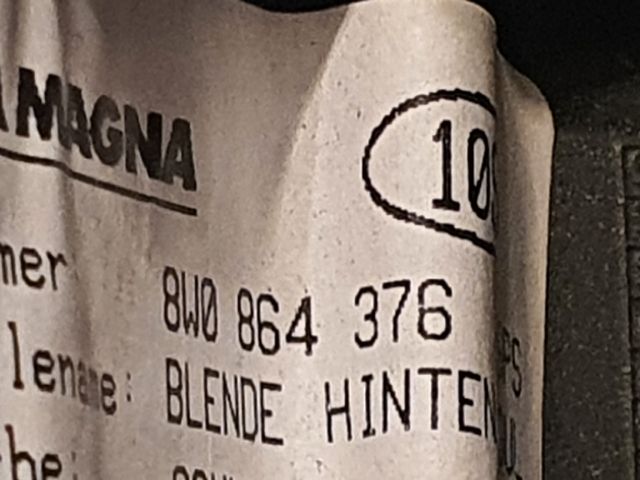 MAGNA
10
mer 8W0 864 376
lename: BLENDE HINTEN